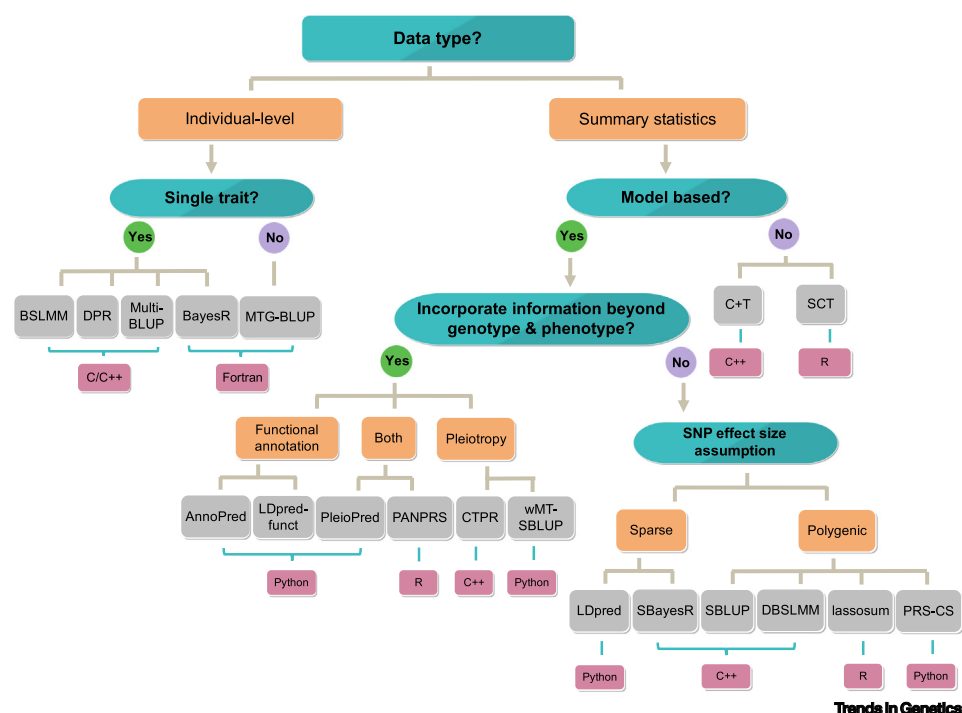 Data type?
Individual-level
Summary statistics
Single trait?
Model based?
Yes
No
Yes
No
BSLMM
DPR
Multi-
BLUP
BayesR
MTG-BLUP
C/C++
Fortran
Incorporate information beyond
genotype & phenotype?
C+T
SCT
C++
R
Yes
No
Functional
annotation
Both
Pleiotropy
SNP effect size
assumption
AnnoPred
LDpred-
funct
PleioPred
PANPRS
CTPR
wMT-
SBLUP
Python
R
C++
Python
Sparse
Polygenic
LDpred
SBayesR
SBLUP
DBSLMM
lassosum
PRS-CS
Python
C++
R
Python
Trends in Genetics